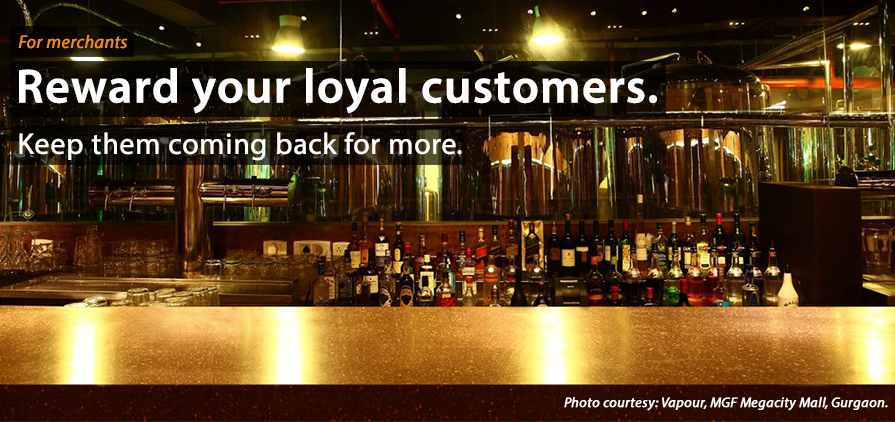 For merchants
Reward your loyal customers.
Keep them coming back for more.
Photo courtesy: Vapour, MGF Megacity Mall, Gurgaon.